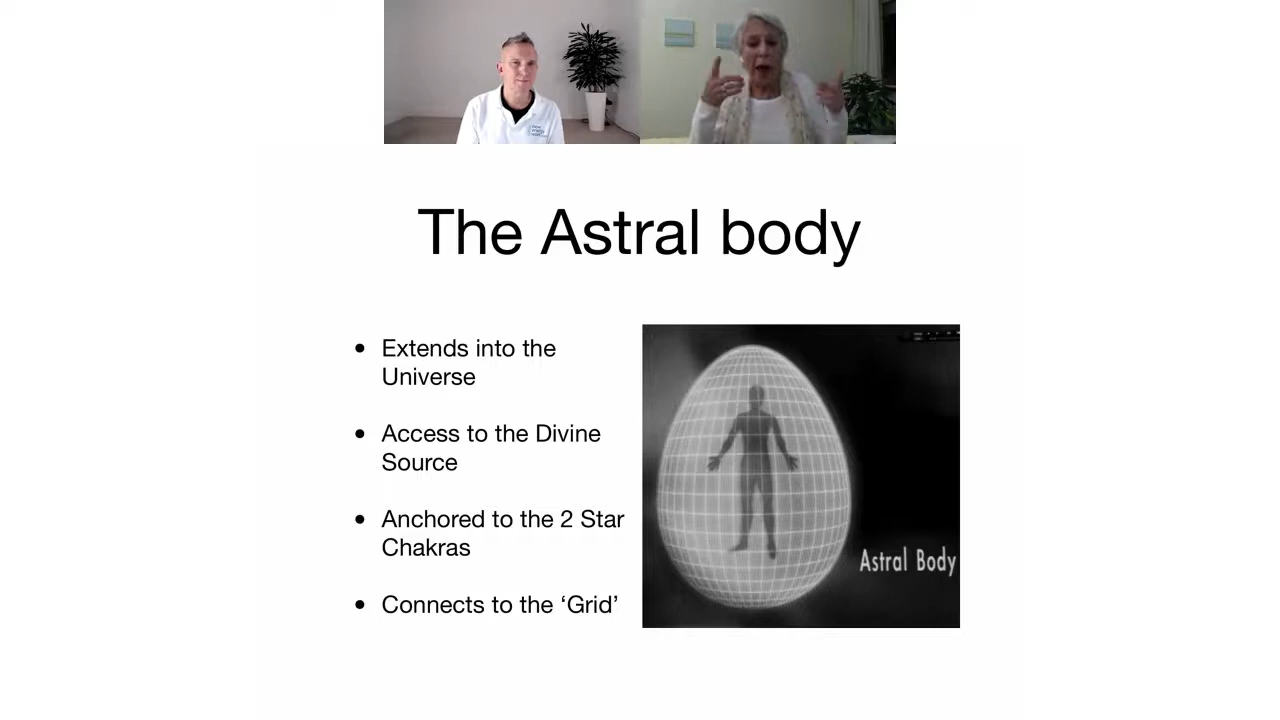 The Astral body
• Extends into the
Universe
• Access to the Divine
Source
• Anchored to the 2 Star
Chakras
• Connects to the ‘Grid’
Astral Body